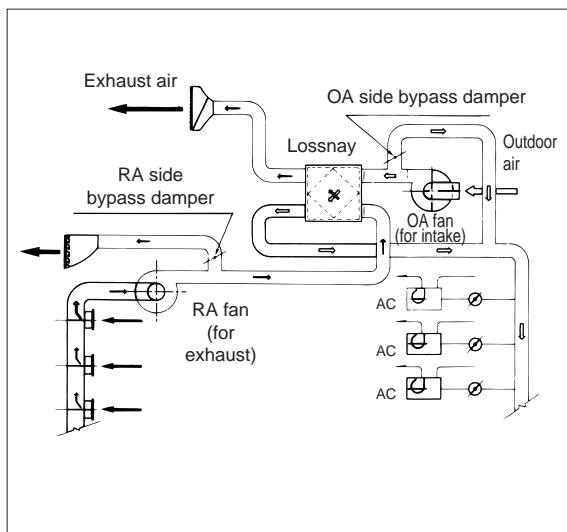 Exhaust air
OA side bypass damper
Lossnay
Outdoor
air
RA side
bypass damper
OA fan
(for intake)
RA fan
(for
exhaust)
AC
AC
AC